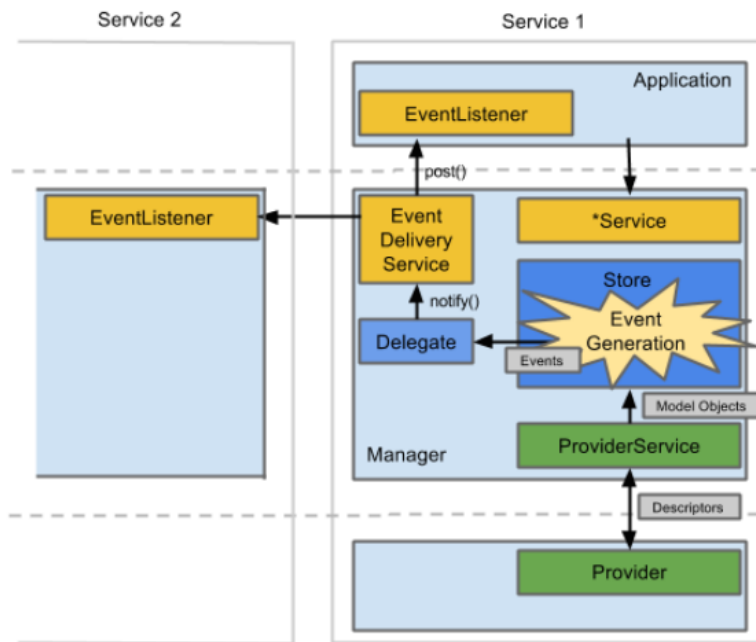 Service 2
Service 1
Application
EventListener
post()
EventListener
Event
Delivery
Service
*Service
Store
notify()
Event
Generation
Delegate
Events
Model Objects
Manager
ProviderService
Descriptors
Provider